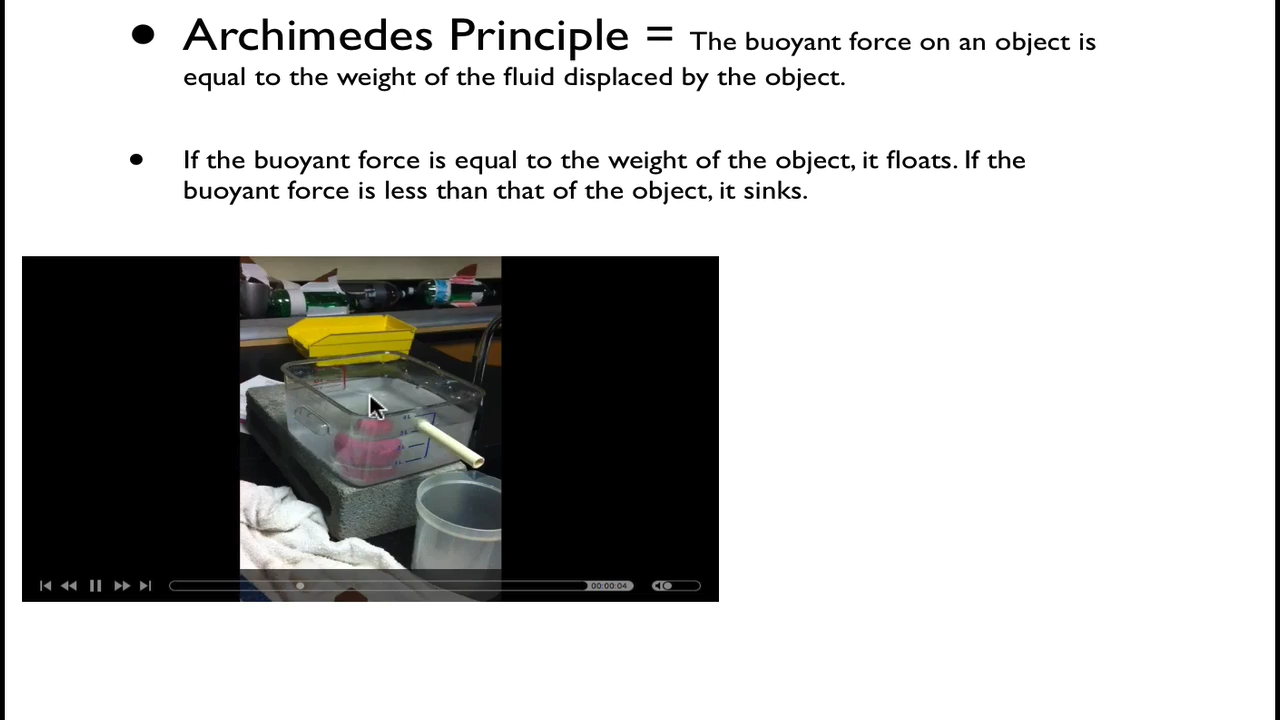 • Archimedes Principle = The buoyant force on an object is
equal to the weight of the fluid displaced by the object.
• If the buoyant force is equal to the weight of the object, it floats. If the
buoyant force is less than that of the object, it sinks.
00:00:04